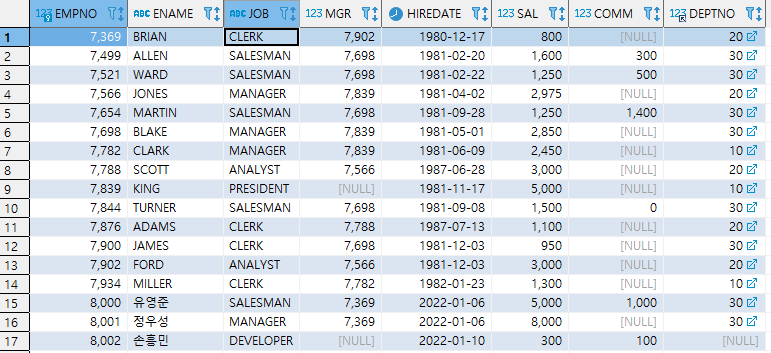 123 EMPNO ABC ENAME ABC JOB 123 MGR HIREDATE 123 SAL 123 COMM 123 DEPTNO
1 7,369 BRIAN CLERK 7,902 1980-12-17 800 [NULL] 20
2 7,499 ALLEN SALESMAN 7,698 1981-02-20 1,600 300 30
3 7,521 WARD SALESMAN 7,698 1981-02-22 1,250 500 30
4 7,566 JONES MANAGER 7,839 1981-04-02 2,975 [NULL] 20
5 7,654 MARTIN SALESMAN 7,698 1981-09-28 1,250 1,400 30
6 7,698 BLAKE MANAGER 7,839 1981-05-01 2,850 [NULL] 30
7 7,782 CLARK MANAGER 7,839 1981-06-09 2,450 [NULL] 10
8 7,788 SCOTT ANALYST 7,566 1987-06-28 3,000 [NULL] 20
9 7,839 KING PRESIDENT [NULL] 1981-11-17 5,000 [NULL] 10
10 7,844 TURNER SALESMAN 7,698 1981-09-08 1,500 0 30
11 7,876 ADAMS CLERK 7,788 1987-07-13 1,100 [NULL] 20
12 7,900 JAMES CLERK 7,698 1981-12-03 950 [NULL] 30
13 7,902 FORD ANALYST 7,566 1981-12-03 3,000 [NULL] 20
14 7,934 MILLER CLERK 7,782 1982-01-23 1,300 [NULL] 10
15 8,000 유영준 SALESMAN 7,369 2022-01-06 5,000 1,000 30
16 8,001 정우성 MANAGER 7,369 2022-01-06 8,000 [NULL] 30
17 8,002 손흥민 DEVELOPER [NULL] 2022-01-10 300 100 [NULL]